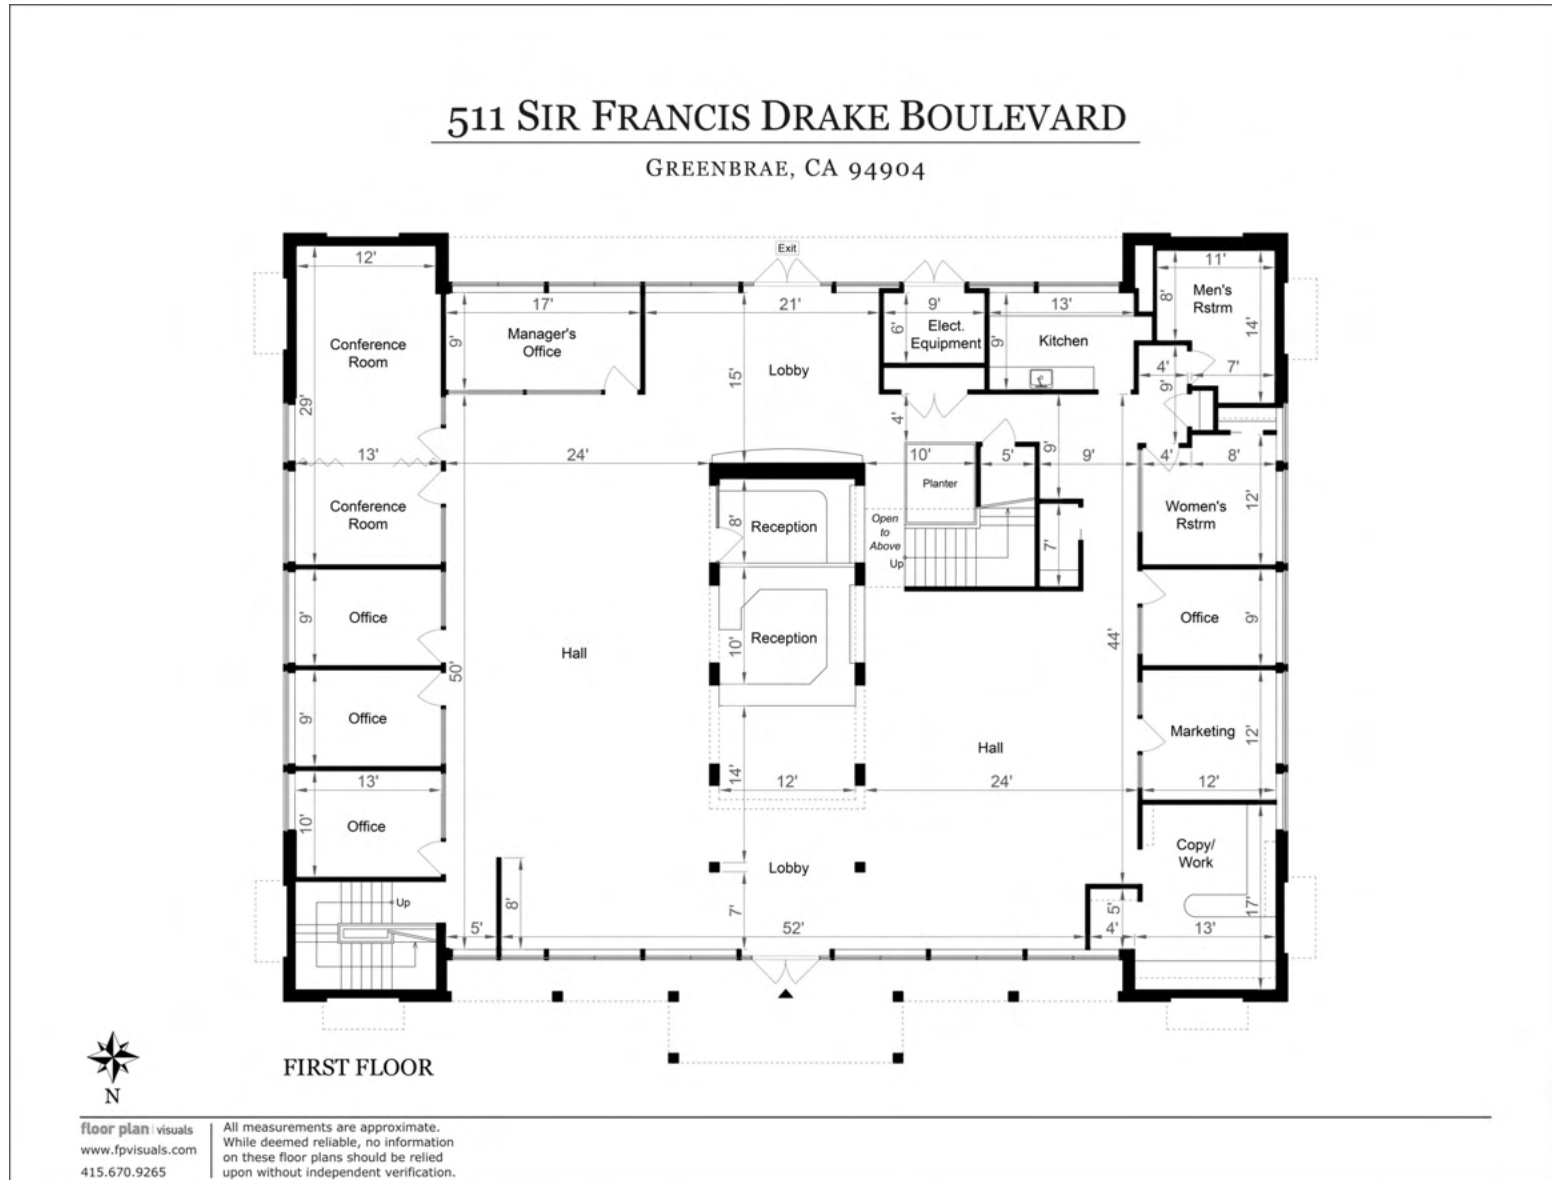 511 SIR FRANCIS DRAKE BOULEVARD
GREENBRAE, CA 94904
Exit
12'
11'
Men's
Rstrm
8'
14'
17'
21'
9'
13'
Manager's
Office
9'
6'
Elect.
Equipment
9'
Kitchen
Conference
Room
Lobby
15'
4'
7'
9'
29'
4'
13'
24'
10'
5'
9'
9'
4'
8'
Planter
Conference
Room
8'
Reception
Open
to
Above
Up
7'
Women's
Rstrm
12'
9'
Office
Office
9'
10'
Reception
44'
Hall
50'
9'
Office
Marketing
12'
Hall
13'
14'
12'
24'
12'
10'
Office
Copy/
Work
Lobby
Up
8'
7'
5'
17'
5'
52'
4'
13'
N
FIRST FLOOR
floor plan | visuals
www.fpvisuals.com
415.670.9265
All measurements are approximate.
While deemed reliable, no information
on these floor plans should be relied
upon without independent verification.